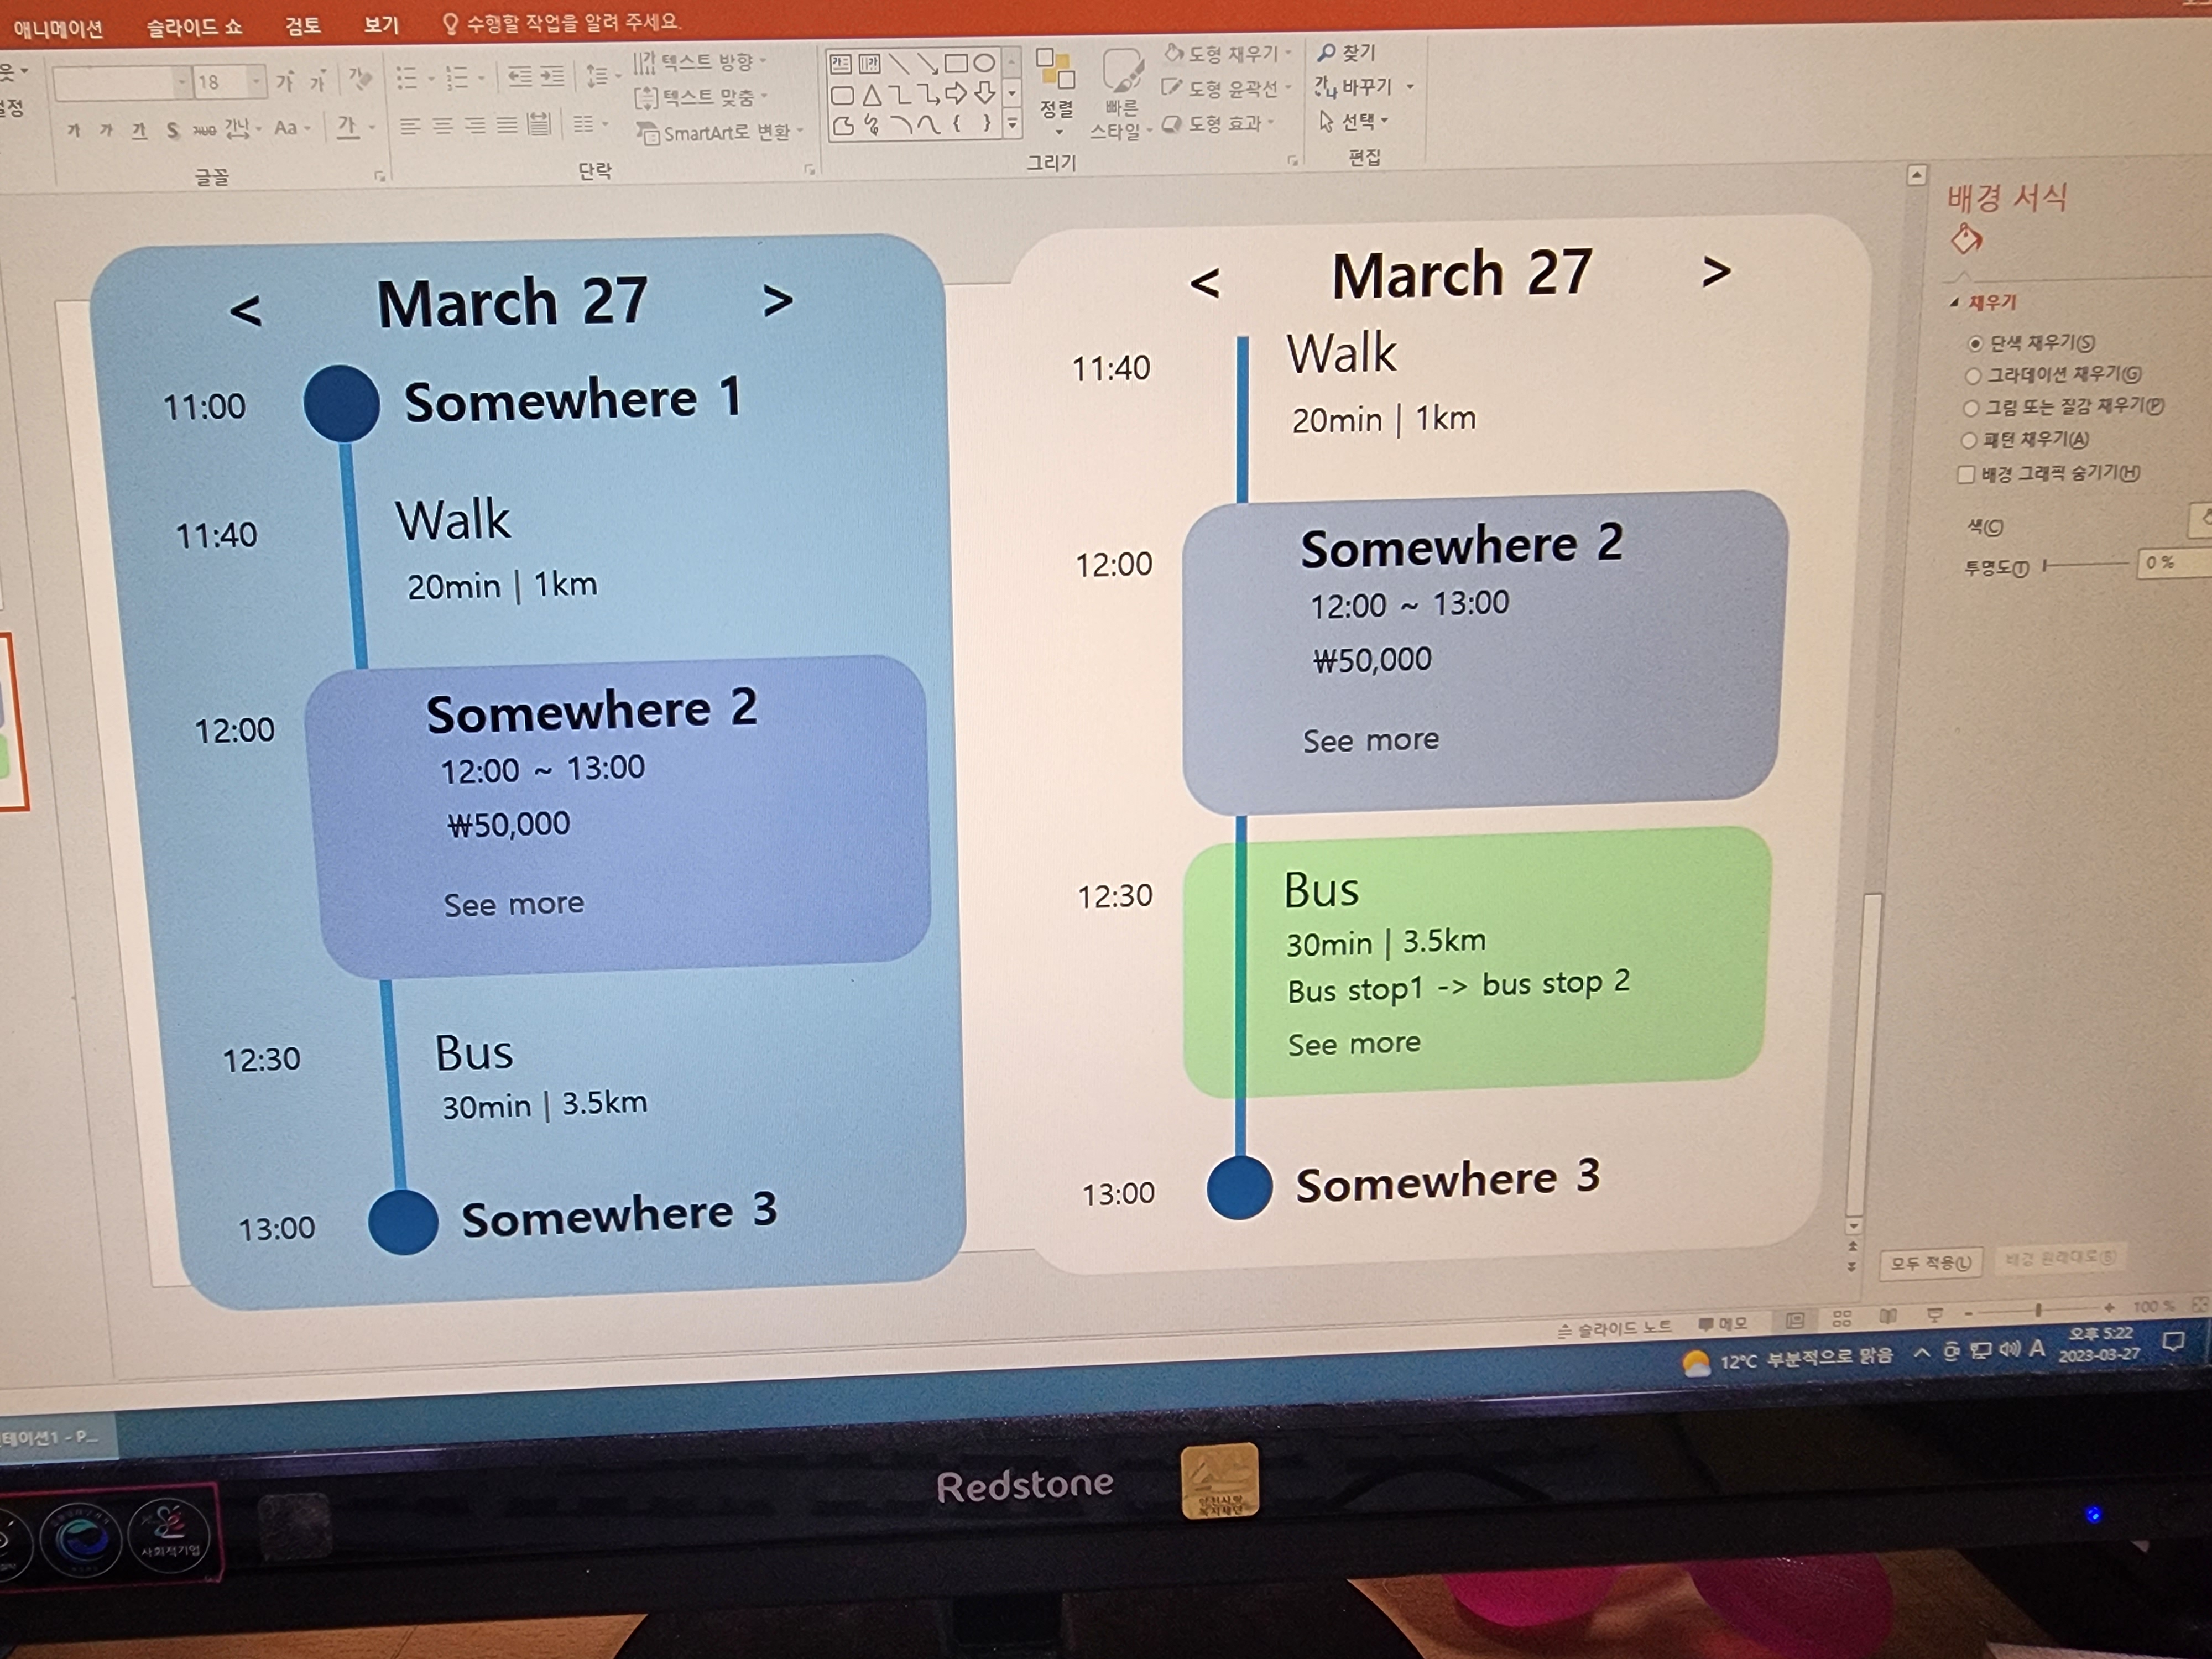 애니메이션 슬라이드 쇼 검토 보기 수행할 작업을 알려 주세요.
18 가 가 가
텍스트 방향
텍스트 맞춤
SmartArt로 변환
가 가 가 S abc 간나 Aa 가
글꼴
단락
정렬
빠른
스타일
도형 채우기
도형 윤곽선
도형 효과
그리기
찾기
바꾸기
선택
편집
< March 27 >
11:00 Somewhere 1
11:40 Walk
20min | 1km
12:00 Somewhere 2
12:00 ~ 13:00
₩50,000
See more
12:30 Bus
30min | 3.5km
13:00 Somewhere 3
< March 27 >
11:40 Walk
20min | 1km
12:00 Somewhere 2
12:00 ~ 13:00
₩50,000
See more
12:30 Bus
30min | 3.5km
Bus stop1 -> bus stop 2
See more
13:00 Somewhere 3
배경 서식
채우기
단색 채우기(S)
그라데이션 채우기(G)
그림 또는 질감 채우기(P)
패턴 채우기(A)
배경 그래픽 숨기기(H)
색(C)
투명도(T) 0 %
모두 적용(L) 배경 원래대로(B)
슬라이드 노트 메모 100 %
12°C 부분적으로 맑음 A 오후 5:22
2023-03-27
테이션1 - P...
Redstone
사회적기업